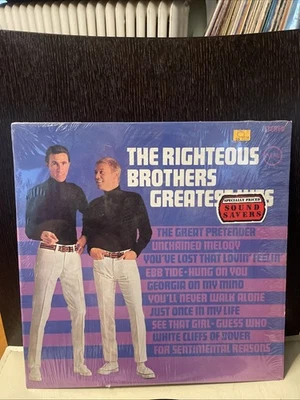 THE RIGHTEOUS
BROTHERS
GREATEST HITS
SPECIALLY PRICED
SOUND
SAVERS
THE GREAT PRETENDER
UNCHAINED MELODY
YOU'VE LOST THAT LOVIN' FEELIN'
EBB TIDE • HUNG ON YOU
GEORGIA ON MY MIND
YOU'LL NEVER WALK ALONE
JUST ONCE IN MY LIFE
SEE THAT GIRL • GUESS WHO
WHITE CLIFFS OF DOVER
FOR SENTIMENTAL REASONS